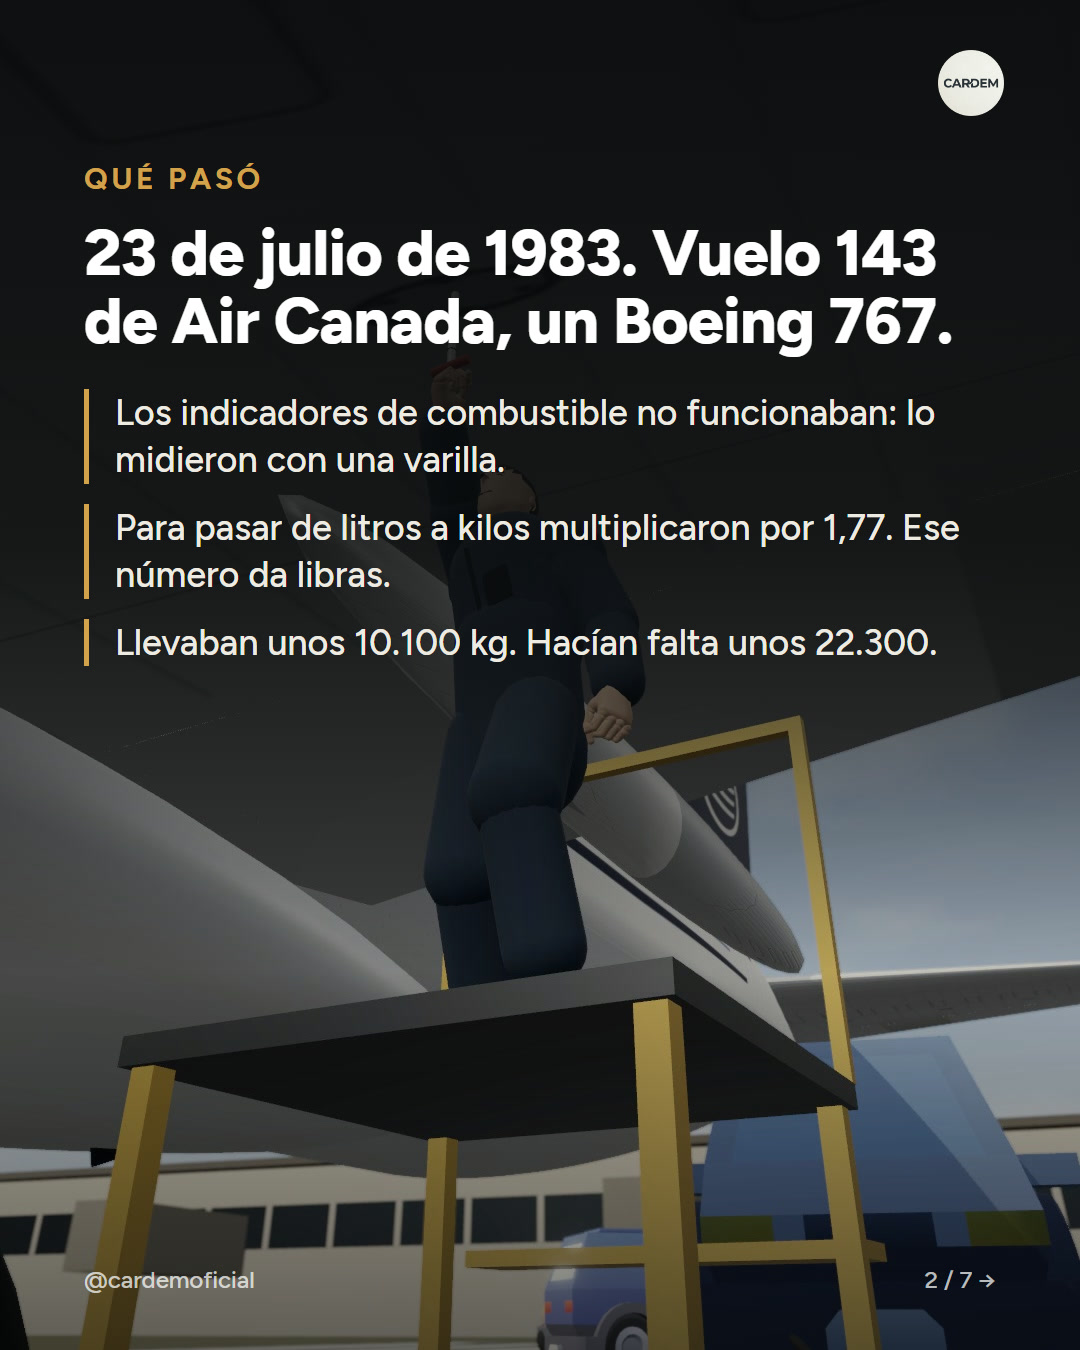 CARDEM
QUÉ PASÓ
23 de julio de 1983. Vuelo 143
de Air Canada, un Boeing 767.
Los indicadores de combustible no funcionaban: lo
midieron con una varilla.
Para pasar de litros a kilos multiplicaron por 1,77. Ese
número da libras.
Llevaban unos 10.100 kg. Hacían falta unos 22.300.
@cardemoficial
2 / 7 →